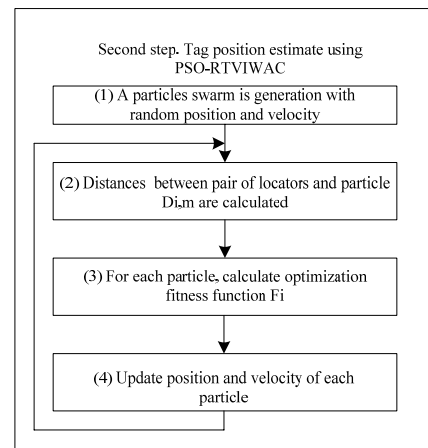 Second step. Tag position estimate using
PSO-RTVIWAC
(1) A particles swarm is generation with
random position and velocity
(2) Distances between pair of locators and particle
Di,m are calculated
(3) For each particle, calculate optimization
fitness function Fi
(4) Update position and velocity of each
particle